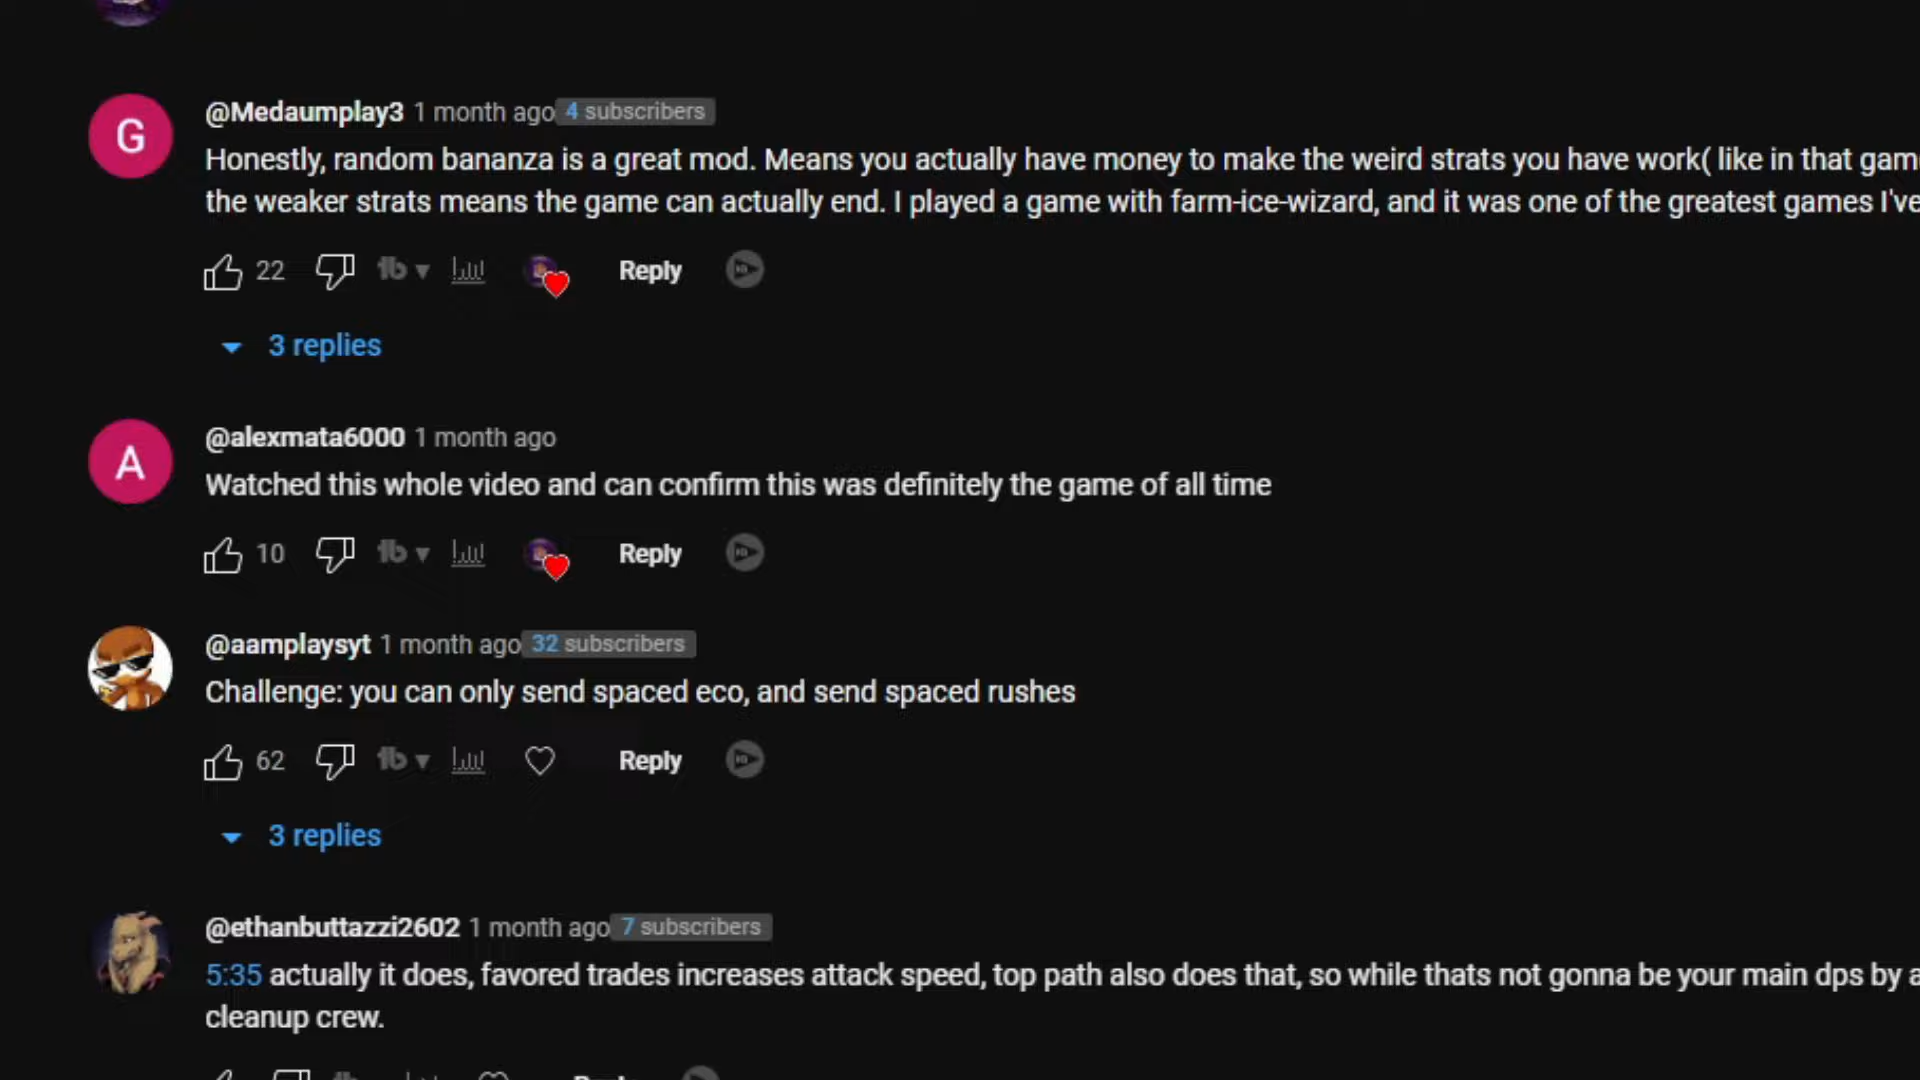 G
@Medaumplay3 1 month ago 4 subscribers
Honestly, random bananza is a great mod. Means you actually have money to make the weird strats you have work( like in that gam
the weaker strats means the game can actually end. I played a game with farm-ice-wizard, and it was one of the greatest games I've
22 tb Reply
3 replies
A
@alexmata6000 1 month ago
Watched this whole video and can confirm this was definitely the game of all time
10 tb Reply
@aamplaysyt 1 month ago 32 subscribers
Challenge: you can only send spaced eco, and send spaced rushes
62 tb Reply
3 replies
@ethanbuttazzi2602 1 month ago 7 subscribers
5:35 actually it does, favored trades increases attack speed, top path also does that, so while thats not gonna be your main dps by a
cleanup crew.